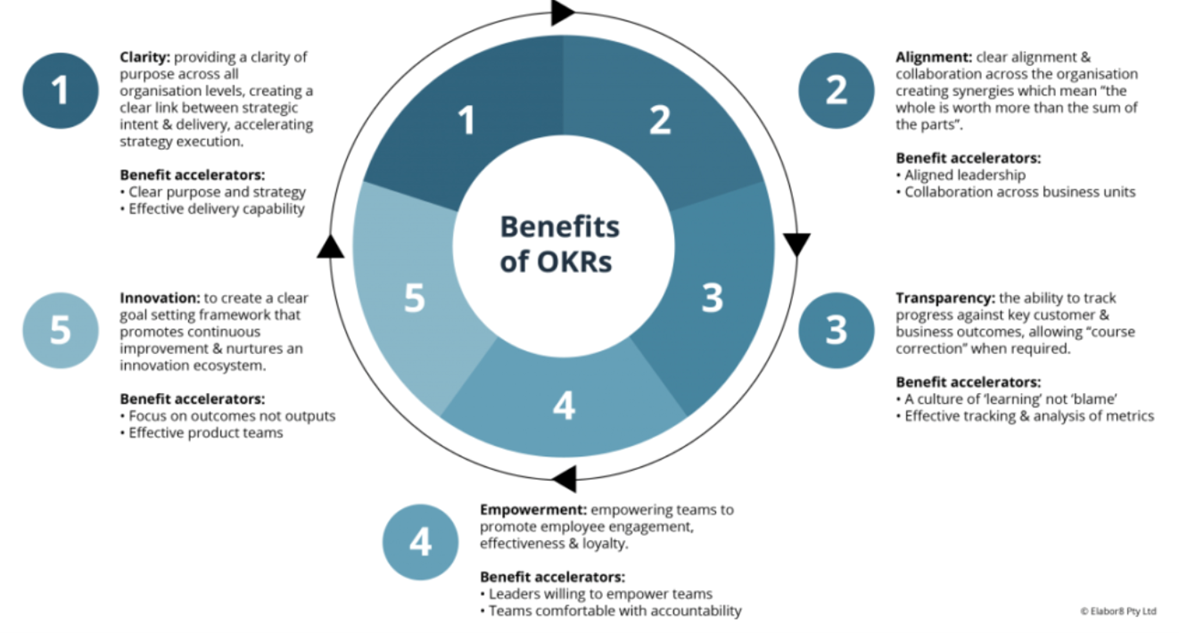 1
Clarity: providing a clarity of
purpose across all
organisation levels, creating a
clear link between strategic
intent & delivery, accelerating
strategy execution.
Benefit accelerators:
• Clear purpose and strategy
• Effective delivery capability
2
Alignment: clear alignment &
collaboration across the organisation
creating synergies which mean “the
whole is worth more than the sum of
the parts”.
Benefit accelerators:
• Aligned leadership
• Collaboration across business units
1
2
3
4
5
Benefits
of OKRs
3
Transparency: the ability to track
progress against key customer &
business outcomes, allowing “course
correction” when required.
Benefit accelerators:
• A culture of ‘learning’ not ‘blame’
• Effective tracking & analysis of metrics
4
Empowerment: empowering teams to
promote employee engagement,
effectiveness & loyalty.
Benefit accelerators:
• Leaders willing to empower teams
• Teams comfortable with accountability
5
Innovation: to create a clear
goal setting framework that
promotes continuous
improvement & nurtures an
innovation ecosystem.
Benefit accelerators:
• Focus on outcomes not outputs
• Effective product teams
© Elabor8 Pty Ltd